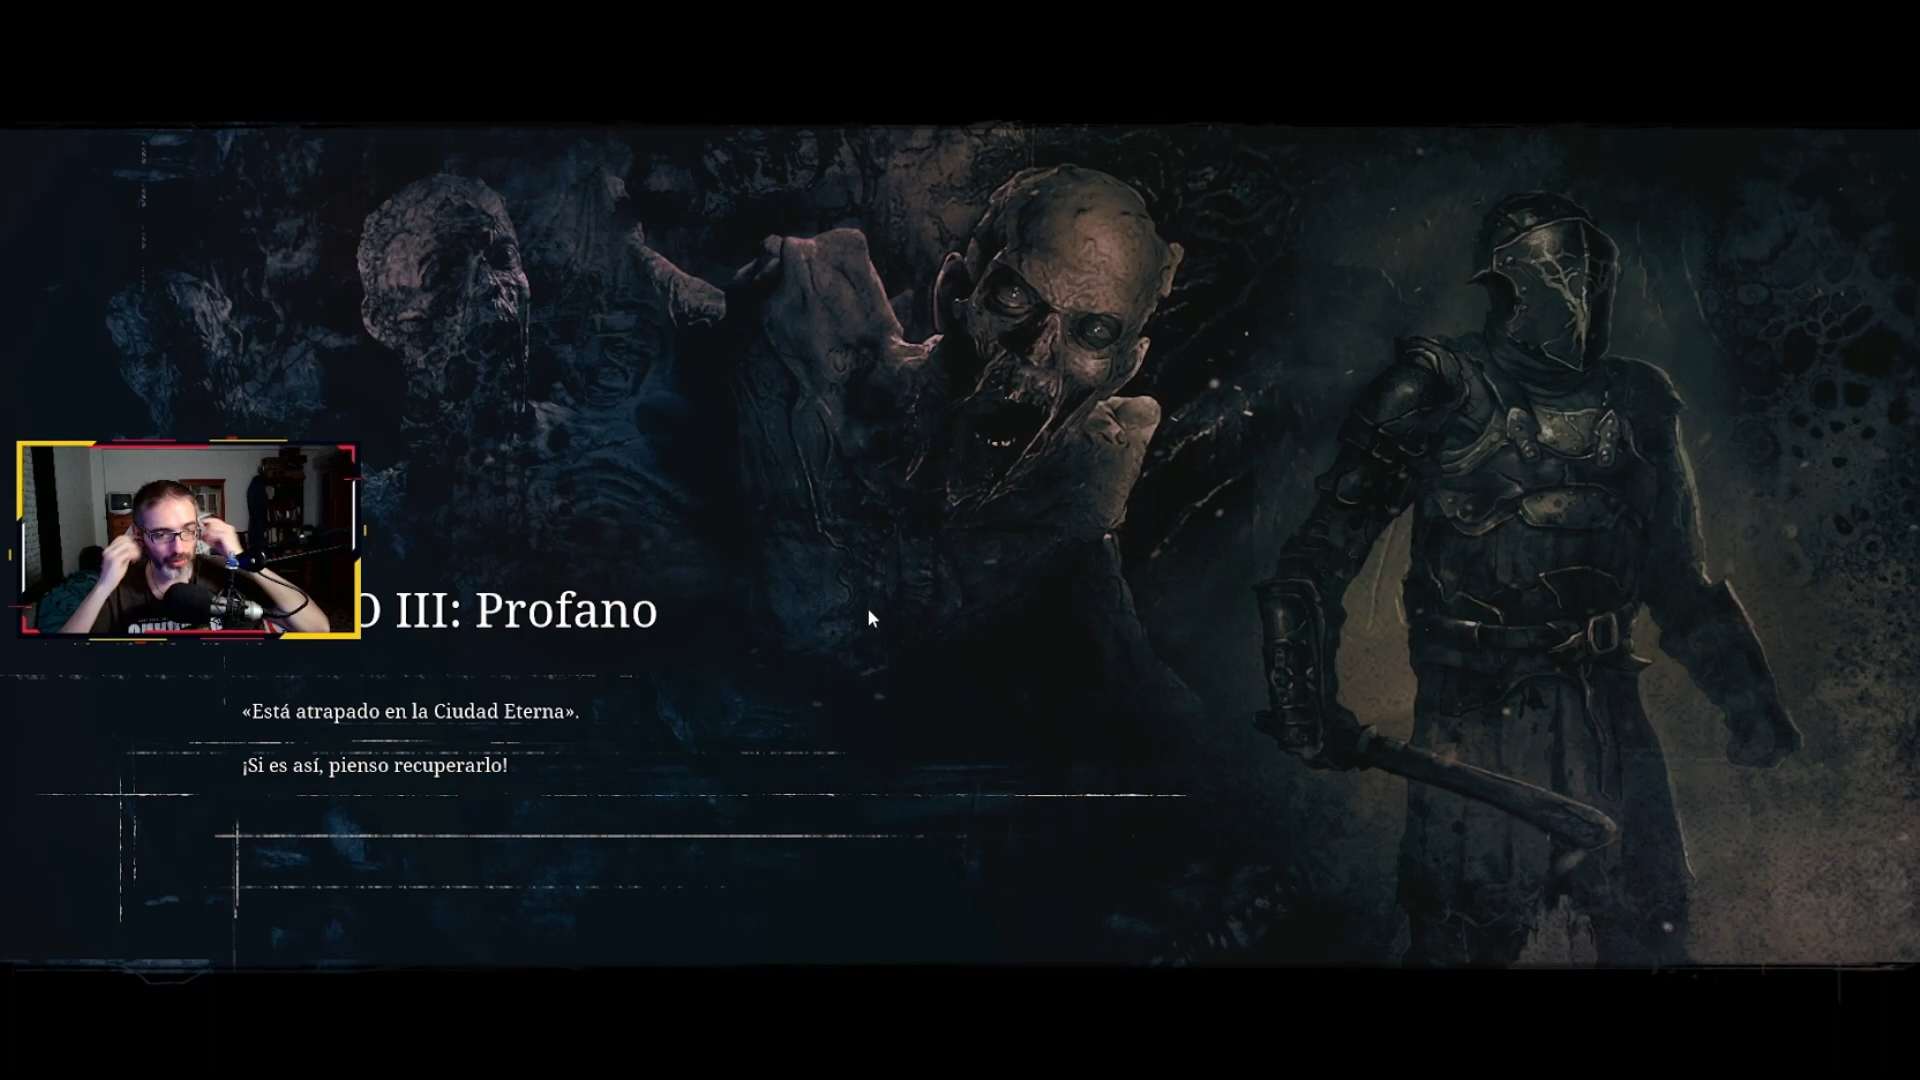 O III: Profano
«Está atrapado en la Ciudad Eterna».
¡Si es así, pienso recuperarlo!